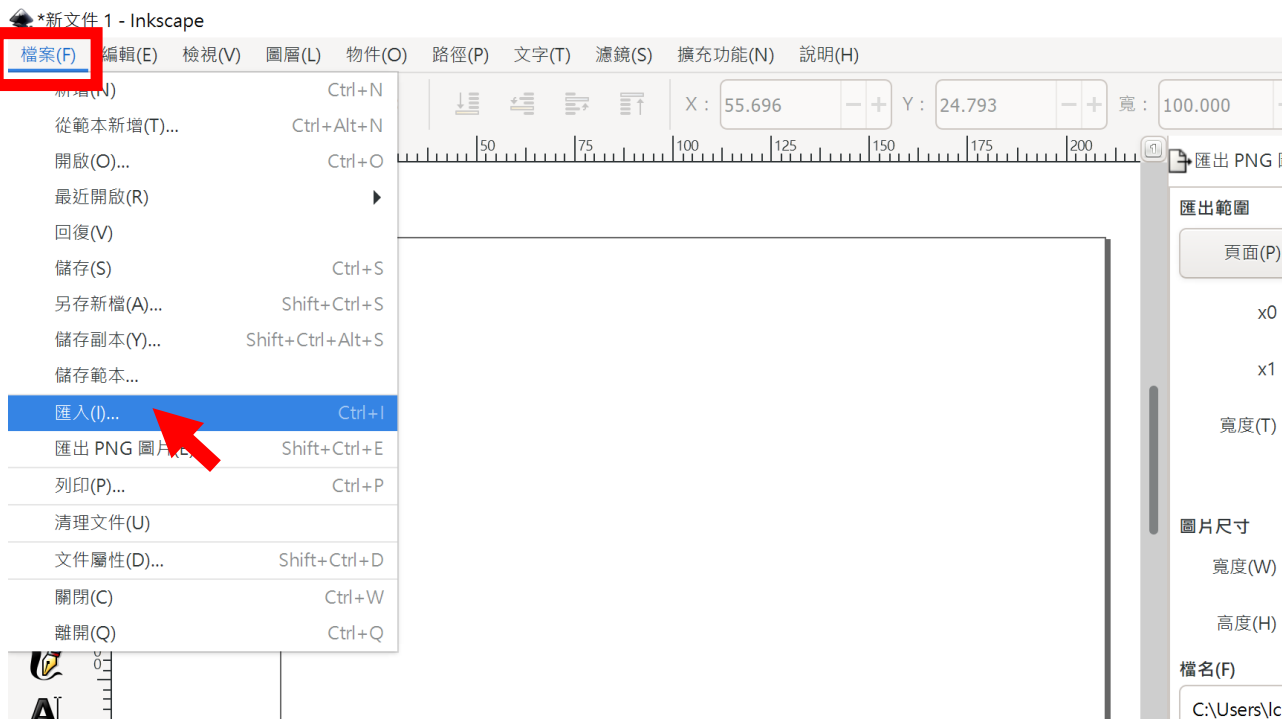 *新文件 1 - Inkscape
檔案(F) 編輯(E) 檢視(V) 圖層(L) 物件(O) 路徑(P) 文字(T) 濾鏡(S) 擴充功能(N) 說明(H)
新增(N) Ctrl+N
從範本新增(T)... Ctrl+Alt+N
開啟(O)... Ctrl+O
最近開啟(R)
回復(V)
儲存(S) Ctrl+S
另存新檔(A)... Shift+Ctrl+S
儲存副本(Y)... Shift+Ctrl+Alt+S
儲存範本...
匯入(I)... Ctrl+I
匯出 PNG 圖片(E) Shift+Ctrl+E
列印(P)... Ctrl+P
清理文件(U)
文件屬性(D)... Shift+Ctrl+D
關閉(C) Ctrl+W
離開(Q) Ctrl+Q
X： 55.696 Y： 24.793 寬： 100.000
50 75 100 125 150 175 200
匯出 PNG
匯出範圍
頁面(P)
x0
x1
寬度(T)
圖片尺寸
寬度(W)
高度(H)
檔名(F)
C:\Users\lc